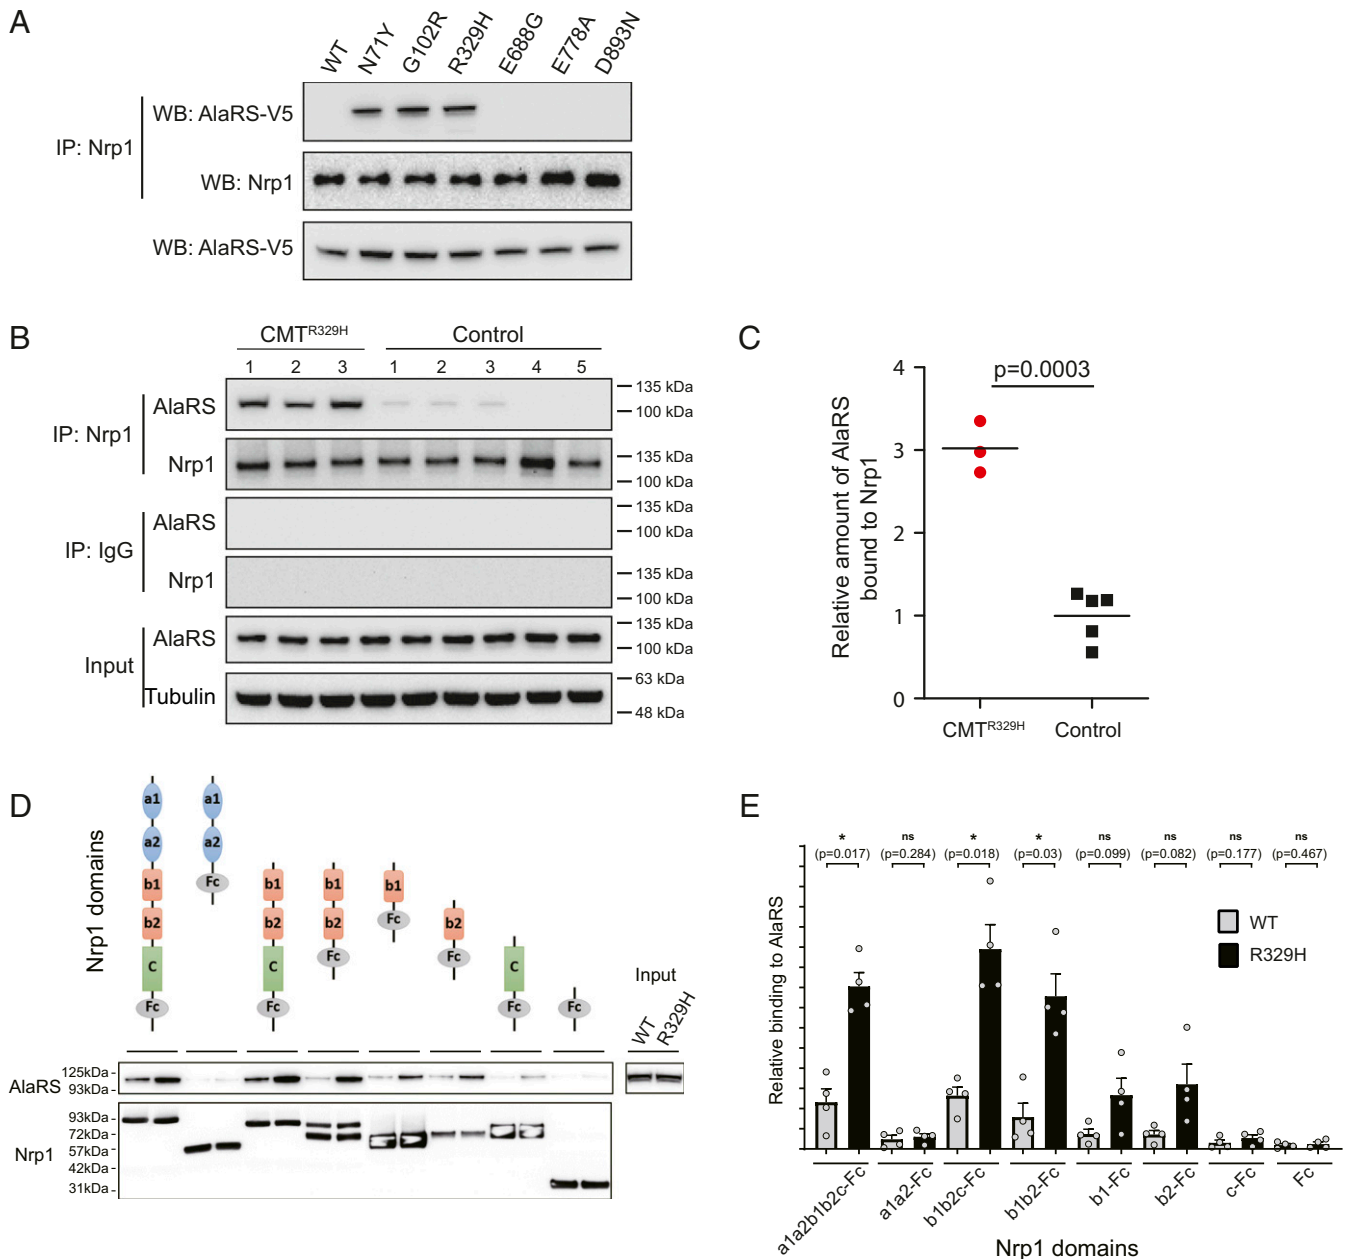 A
WT N71Y G102R R329H E688G E778A D893N
IP: Nrp1
WB: AlaRS-V5
WB: Nrp1
WB: AlaRS-V5
B
CMTR329H Control
1 2 3 1 2 3 4 5
IP: Nrp1
AlaRS
135 kDa
100 kDa
Nrp1
135 kDa
100 kDa
IP: IgG
AlaRS
135 kDa
100 kDa
Nrp1
135 kDa
100 kDa
Input
AlaRS
135 kDa
100 kDa
Tubulin
63 kDa
48 kDa
C
Relative amount of AlaRS
bound to Nrp1
p=0.0003
4
3
2
1
0
CMTR329H Control
D
Nrp1 domains
a1 a1
a2 a2
b1 Fc b1 b1 b1
b2 b2 b2 Fc b2
C C Fc Fc C
Fc Fc Fc Fc
Input
WT R329H
AlaRS
125kDa
93kDa
Nrp1
93kDa
72kDa
57kDa
42kDa
31kDa
E
Relative binding to AlaRS
* ns * * ns ns ns ns
(p=0.017) (p=0.284) (p=0.018) (p=0.03) (p=0.099) (p=0.082) (p=0.177) (p=0.467)
WT
R329H
a1a2b1b2c-Fc a1a2-Fc b1b2c-Fc b1b2-Fc b1-Fc b2-Fc c-Fc Fc
Nrp1 domains